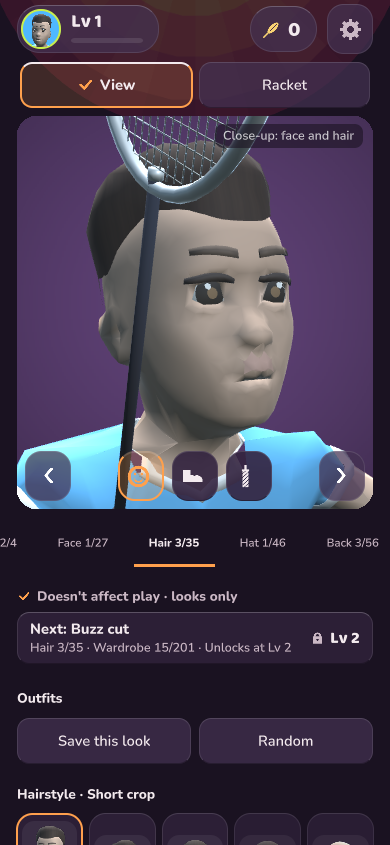 Lv 1
0
View
Racket
Close-up: face and hair
2/4
Face 1/27
Hair 3/35
Hat 1/46
Back 3/56
Doesn't affect play · looks only
Next: Buzz cut
Hair 3/35 · Wardrobe 15/201 · Unlocks at Lv 2
Lv 2
Outfits
Save this look
Random
Hairstyle · Short crop